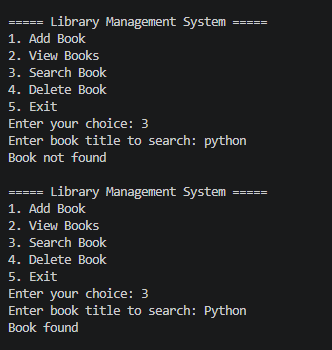 ===== Library Management System =====
1. Add Book
2. View Books
3. Search Book
4. Delete Book
5. Exit
Enter your choice: 3
Enter book title to search: python
Book not found
===== Library Management System =====
1. Add Book
2. View Books
3. Search Book
4. Delete Book
5. Exit
Enter your choice: 3
Enter book title to search: Python
Book found